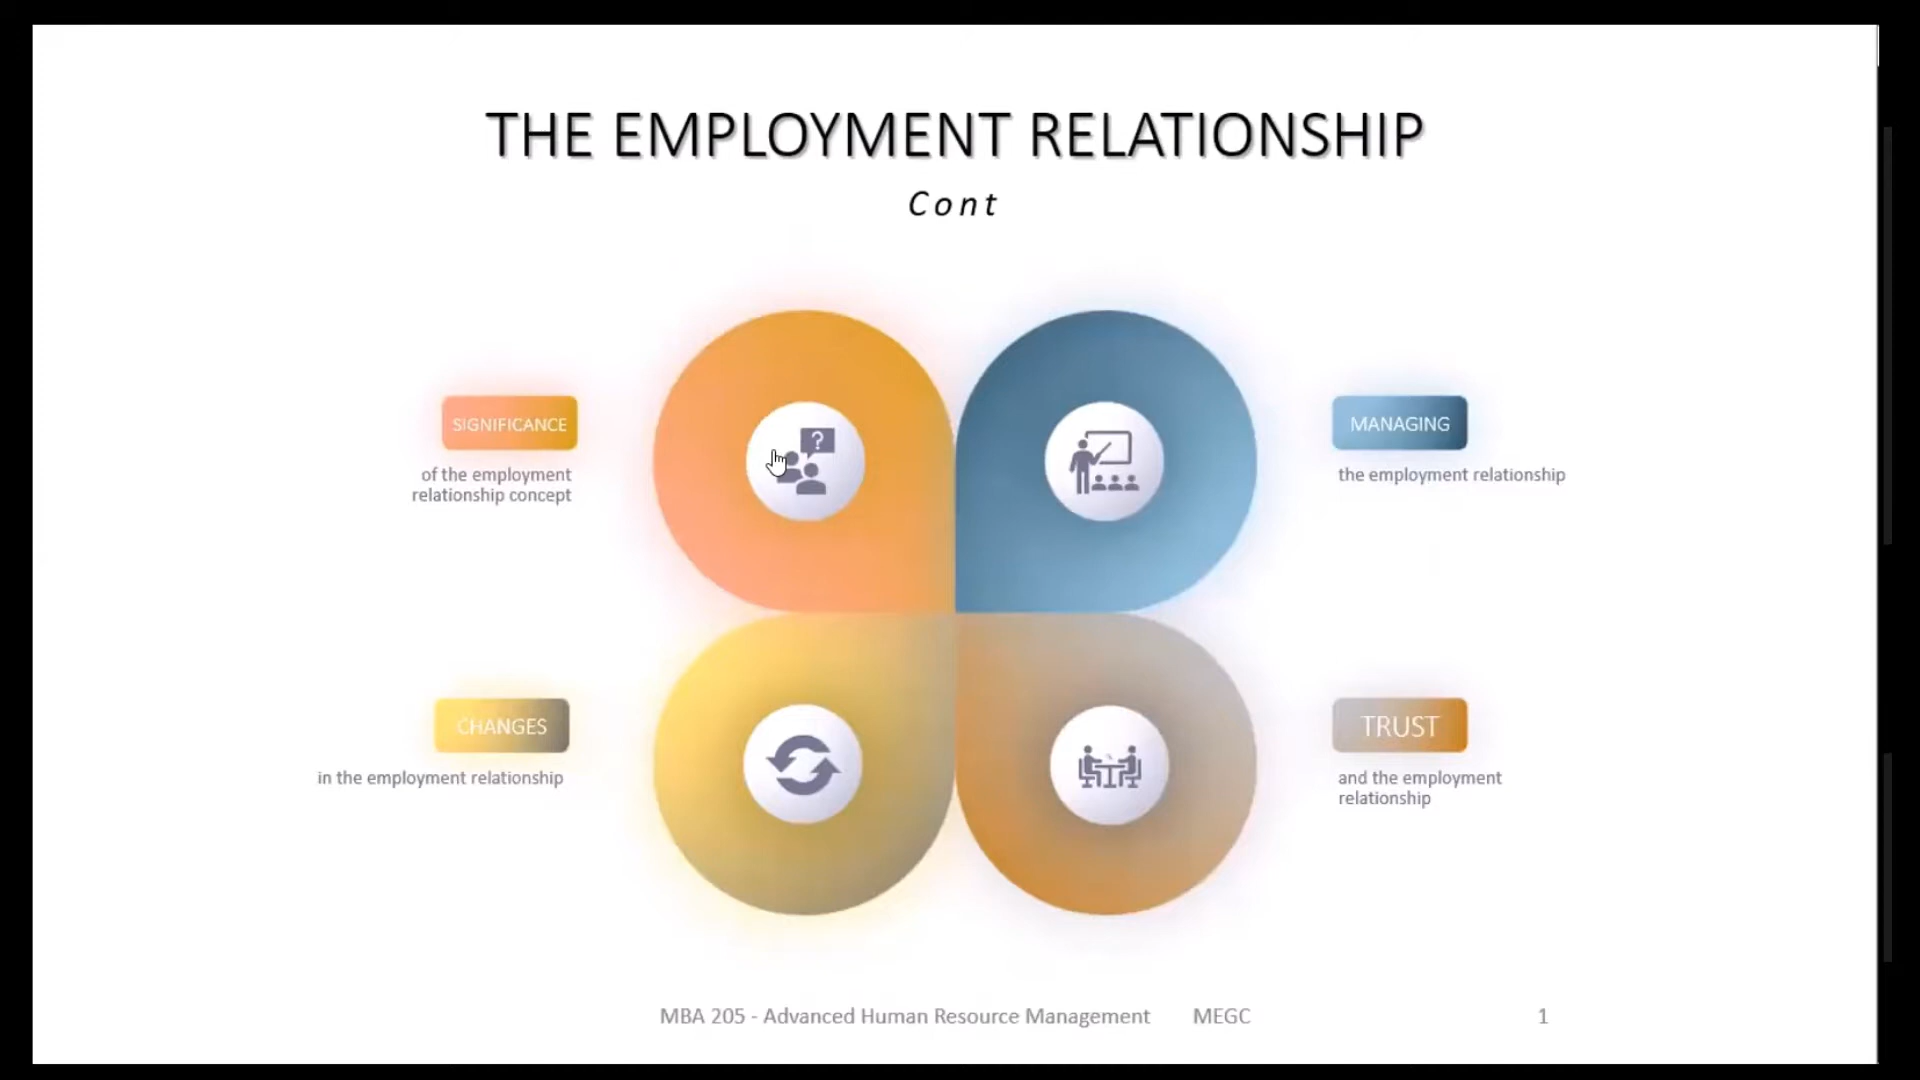 THE EMPLOYMENT RELATIONSHIP
Cont
SIGNIFICANCE
of the employment
relationship concept
?
MANAGING
the employment relationship
CHANGES
in the employment relationship
TRUST
and the employment
relationship
MBA 205 - Advanced Human Resource Management MEGC 1